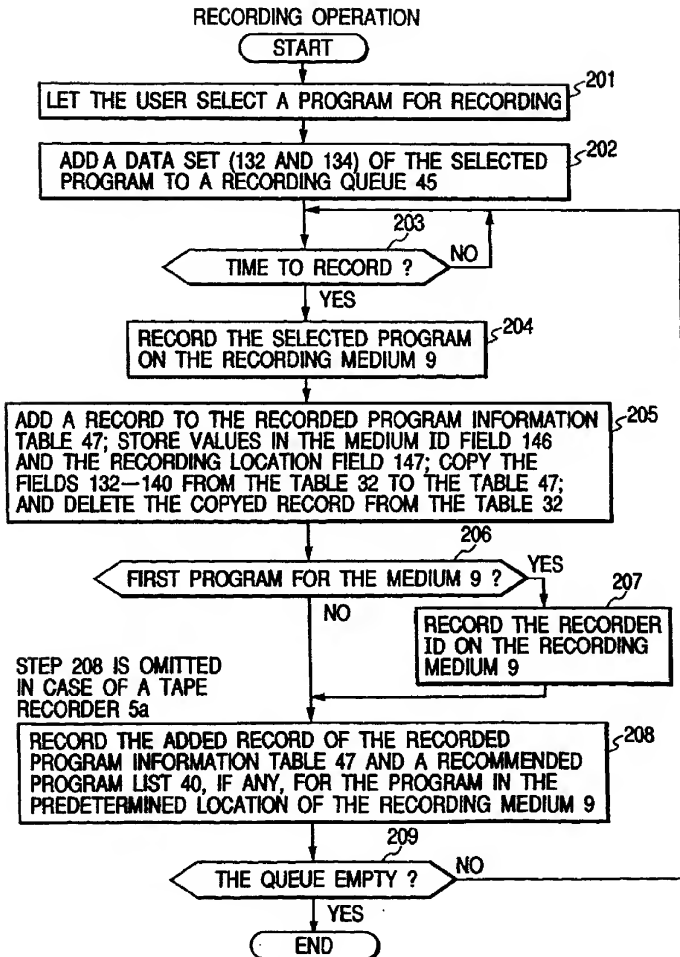 RECORDING OPERATION
START
201
LET THE USER SELECT A PROGRAM FOR RECORDING
202
ADD A DATA SET (132 AND 134) OF THE SELECTED
PROGRAM TO A RECORDING QUEUE 45
203
TIME TO RECORD ?
NO
YES
204
RECORD THE SELECTED PROGRAM
ON THE RECORDING MEDIUM 9
205
ADD A RECORD TO THE RECORDED PROGRAM INFORMATION
TABLE 47; STORE VALUES IN THE MEDIUM ID FIELD 146
AND THE RECORDING LOCATION FIELD 147; COPY THE
FIELDS 132—140 FROM THE TABLE 32 TO THE TABLE 47;
AND DELETE THE COPYED RECORD FROM THE TABLE 32
206
FIRST PROGRAM FOR THE MEDIUM 9 ?
YES
NO
207
RECORD THE RECORDER
ID ON THE RECORDING
MEDIUM 9
STEP 208 IS OMITTED
IN CASE OF A TAPE
RECORDER 5a
208
RECORD THE ADDED RECORD OF THE RECORDED
PROGRAM INFORMATION TABLE 47 AND A RECOMMENDED
PROGRAM LIST 40, IF ANY, FOR THE PROGRAM IN THE
PREDETERMINED LOCATION OF THE RECORDING MEDIUM 9
209
THE QUEUE EMPTY ?
NO
YES
END